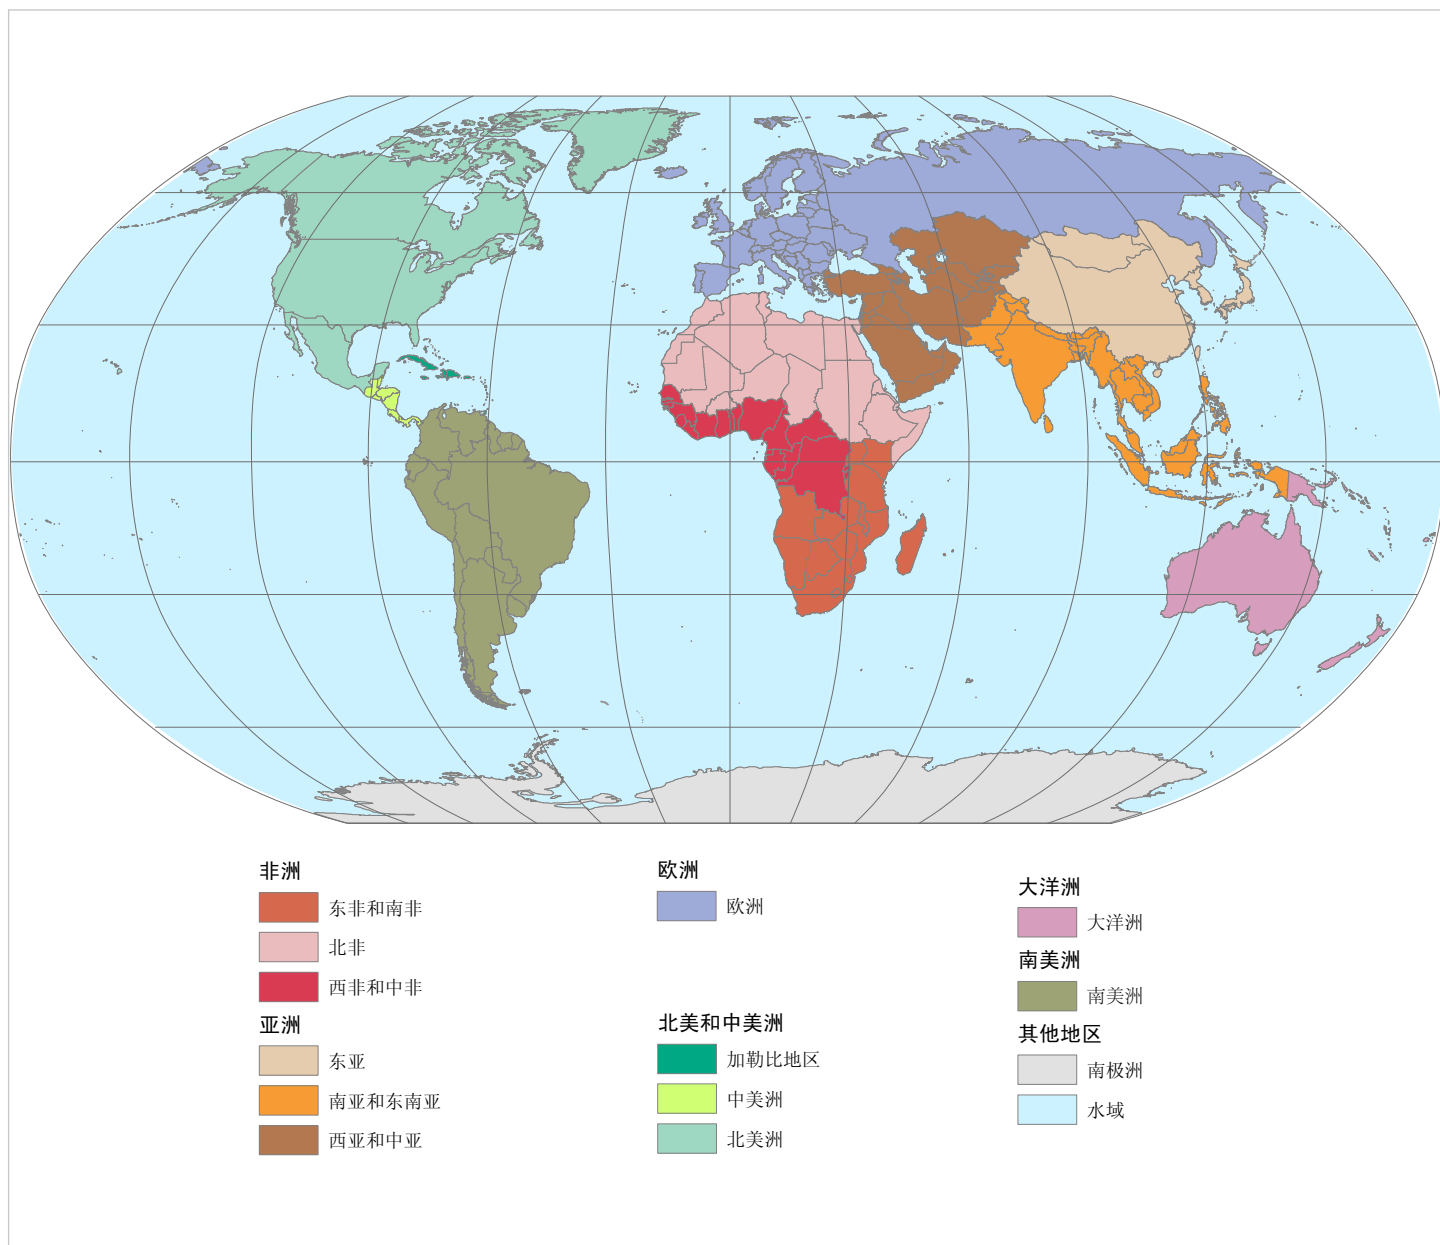 非洲
东非和南非
北非
西非和中非
亚洲
东亚
南亚和东南亚
西亚和中亚
欧洲
欧洲
北美和中美洲
加勒比地区
中美洲
北美洲
大洋洲
大洋洲
南美洲
南美洲
其他地区
南极洲
水域